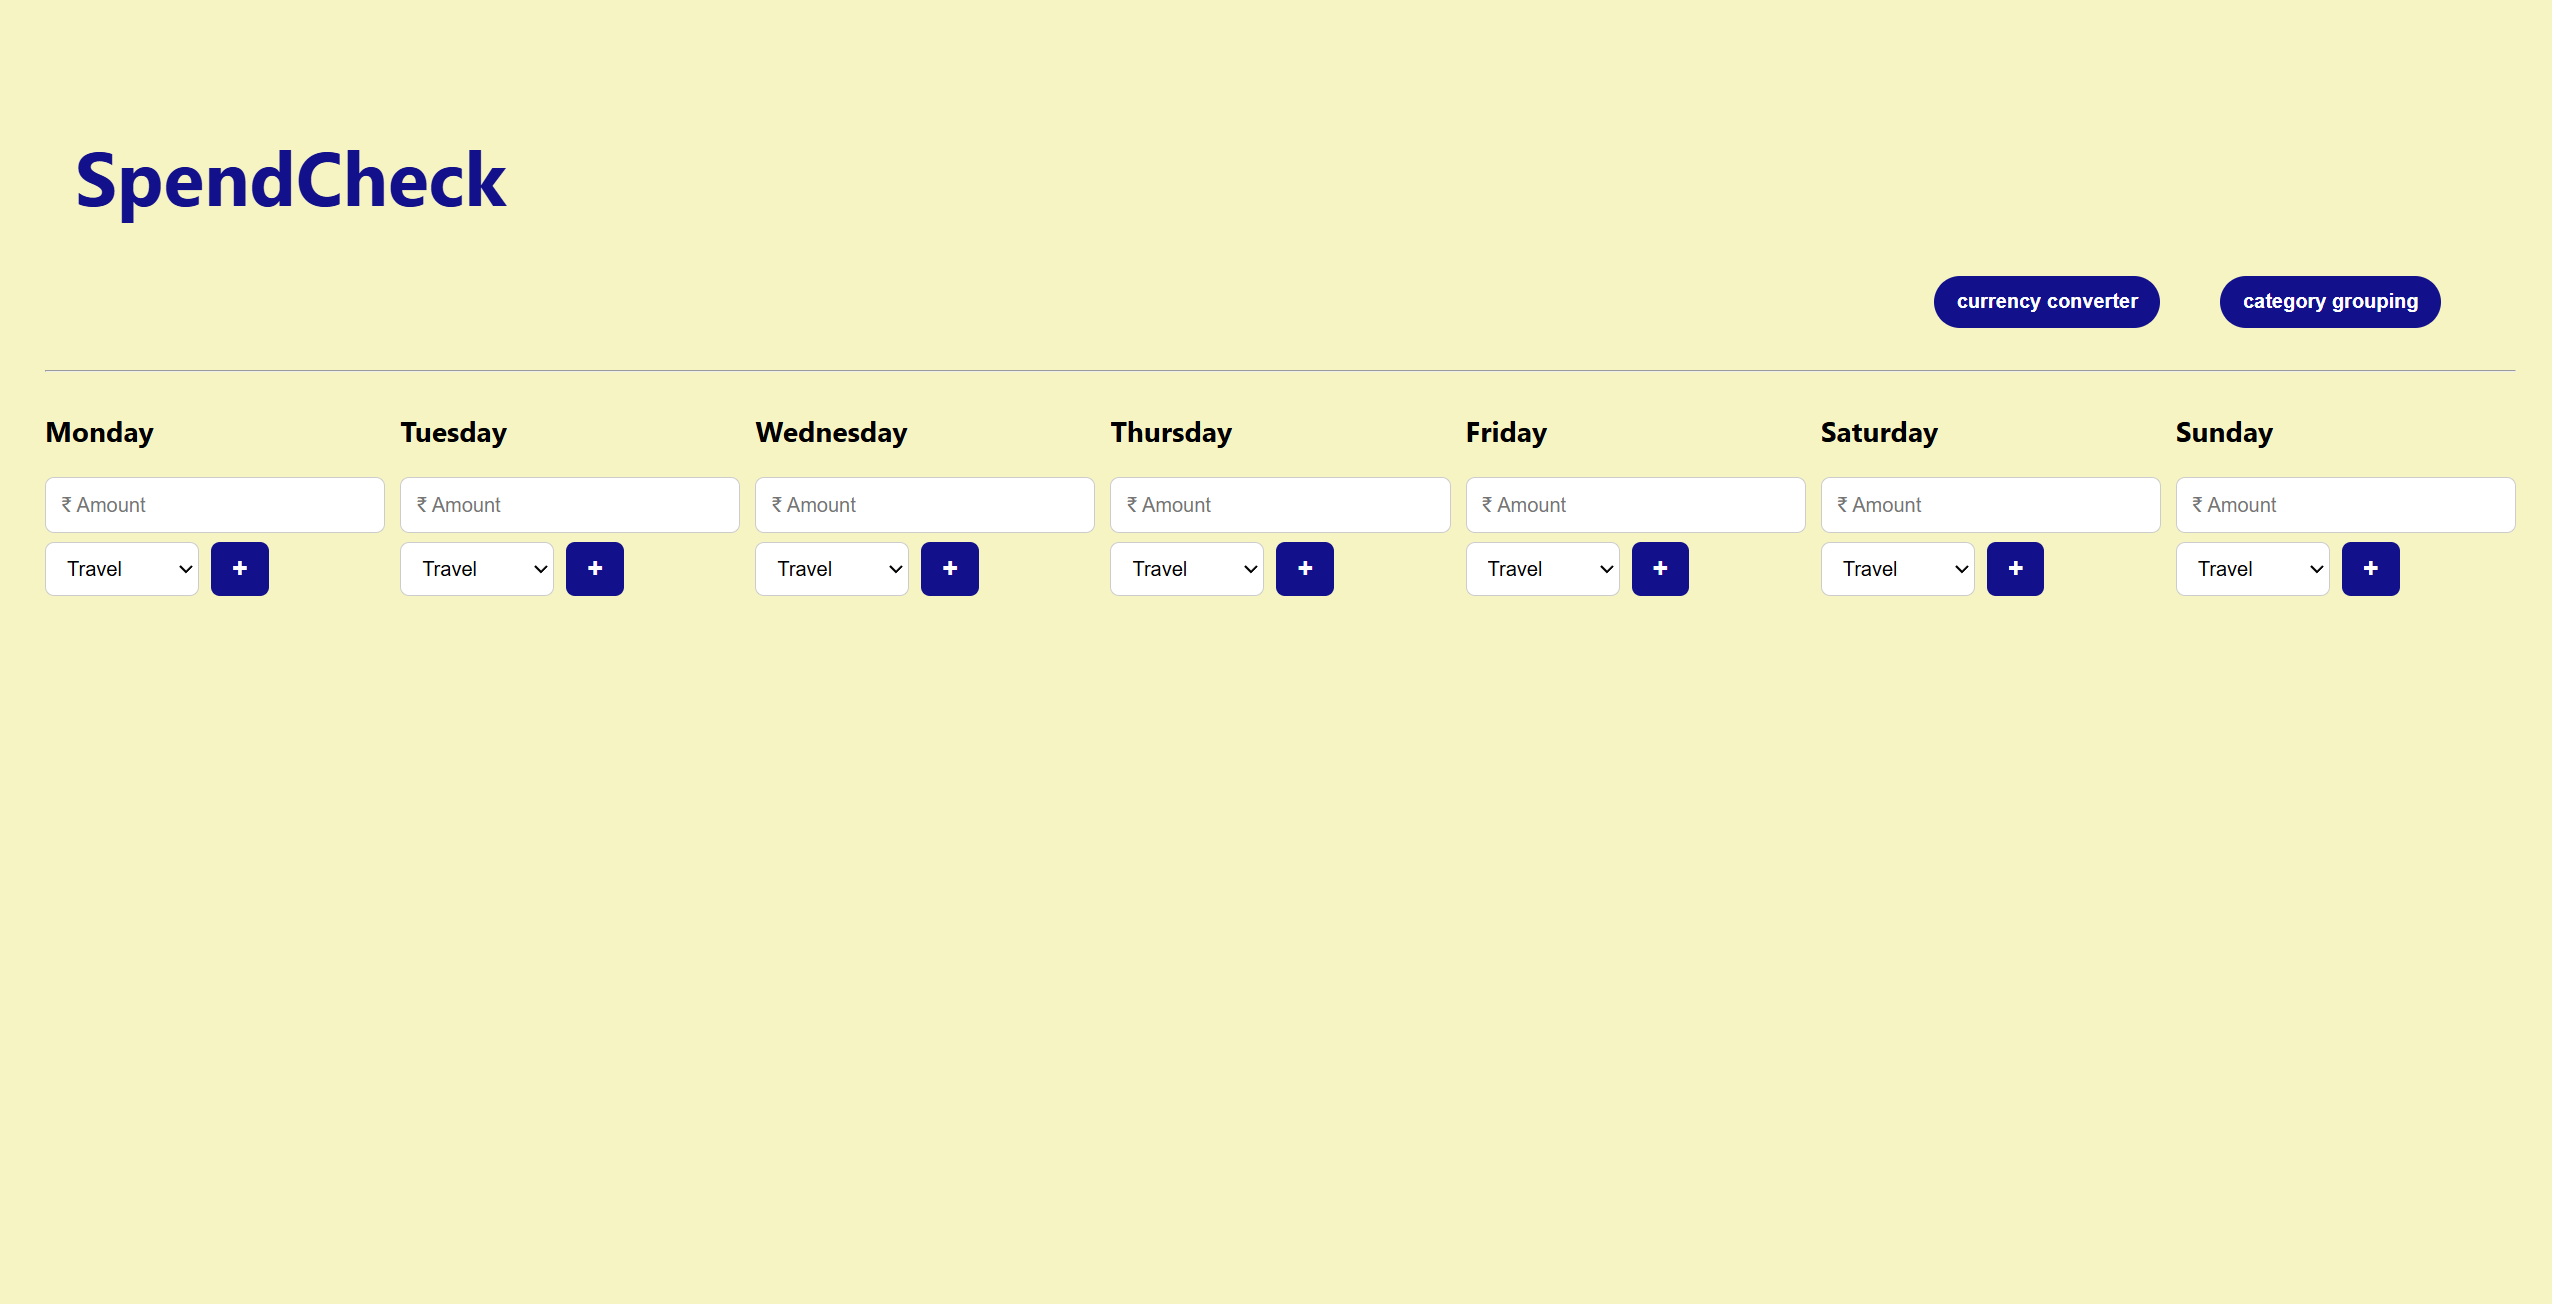 SpendCheck
currency converter category grouping
Monday Tuesday Wednesday Thursday Friday Saturday Sunday
₹ Amount ₹ Amount ₹ Amount ₹ Amount ₹ Amount ₹ Amount ₹ Amount
Travel + Travel + Travel + Travel + Travel + Travel + Travel +